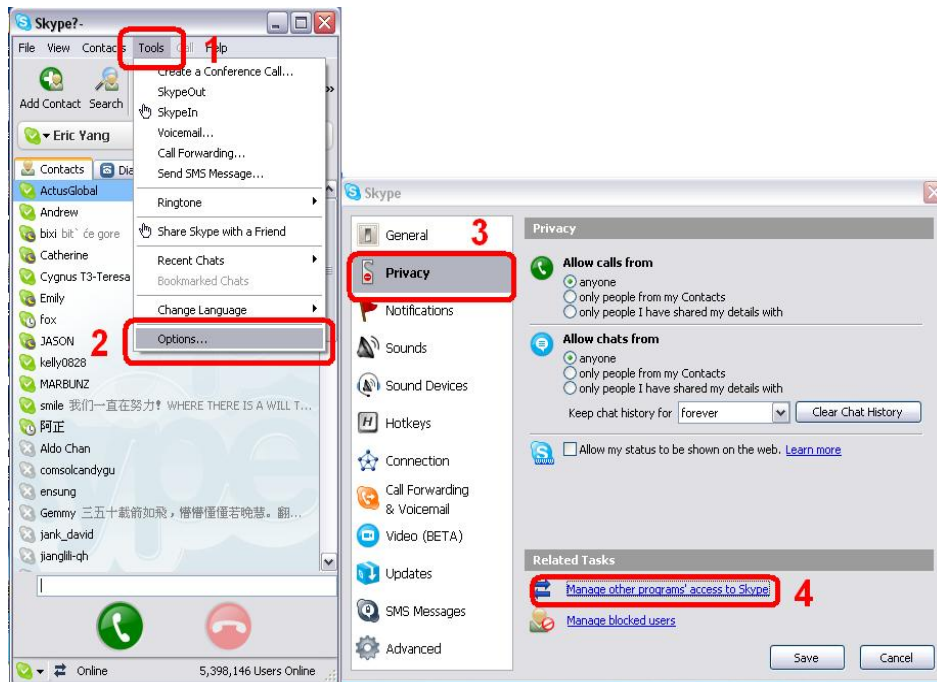 Skype?-
File View Contacts Tools Call Help
1
Add Contact Search
Eric Yang
Contacts Dia
ActusGlobal
Andrew
bixi bit` će gore
Catherine
Cygnus T3-Teresa
Emily
fox
JASON
kelly0828
MARBUNZ
smile 我们一直在努力! WHERE THERE IS A WILL T...
阿正
Aldo Chan
comsolcandygu
ensung
Gemmy 三五十載箭如飛,懵懵懂懂若晚慧。翻...
jank_david
jianglili-qh
Online 5,398,146 Users Online
Create a Conference Call...
SkypeOut
SkypeIn
Voicemail...
Call Forwarding...
Send SMS Message...
Ringtone
Share Skype with a Friend
Recent Chats
Bookmarked Chats
Change Language
2
Options...
Skype
General
3
Privacy
Notifications
Sounds
Sound Devices
Hotkeys
Connection
Call Forwarding
& Voicemail
Video (BETA)
Updates
SMS Messages
Advanced
Privacy
Allow calls from
anyone
only people from my Contacts
only people I have shared my details with
Allow chats from
anyone
only people from my Contacts
only people I have shared my details with
Keep chat history for forever Clear Chat History
Allow my status to be shown on the web. Learn more
Related Tasks
Manage other programs' access to Skype
4
Manage blocked users
Save Cancel